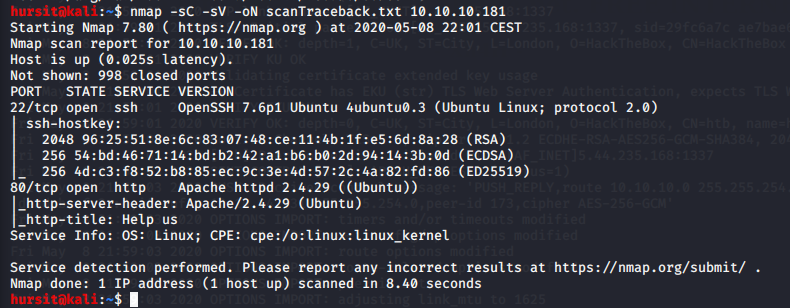 hursit@kali:~$ nmap -sC -sV -oN scanTraceback.txt 10.10.10.181
Starting Nmap 7.80 ( https://nmap.org ) at 2020-05-08 22:01 CEST
Nmap scan report for 10.10.10.181
Host is up (0.025s latency).
Not shown: 998 closed ports
PORT   STATE SERVICE VERSION
22/tcp open  ssh     OpenSSH 7.6p1 Ubuntu 4ubuntu0.3 (Ubuntu Linux; protocol 2.0)
| ssh-hostkey:
|   2048 96:25:51:8e:6c:83:07:48:ce:11:4b:1f:e5:6d:8a:28 (RSA)
|   256 54:bd:46:71:14:bd:b2:42:a1:b6:b0:2d:94:14:3b:0d (ECDSA)
|_  256 4d:c3:f8:52:b8:85:ec:9c:3e:4d:57:2c:4a:82:fd:86 (ED25519)
80/tcp open  http    Apache httpd 2.4.29 ((Ubuntu))
|_http-server-header: Apache/2.4.29 (Ubuntu)
|_http-title: Help us
Service Info: OS: Linux; CPE: cpe:/o:linux:linux_kernel
Service detection performed. Please report any incorrect results at https://nmap.org/submit/ .
Nmap done: 1 IP address (1 host up) scanned in 8.40 seconds
hursit@kali:~$